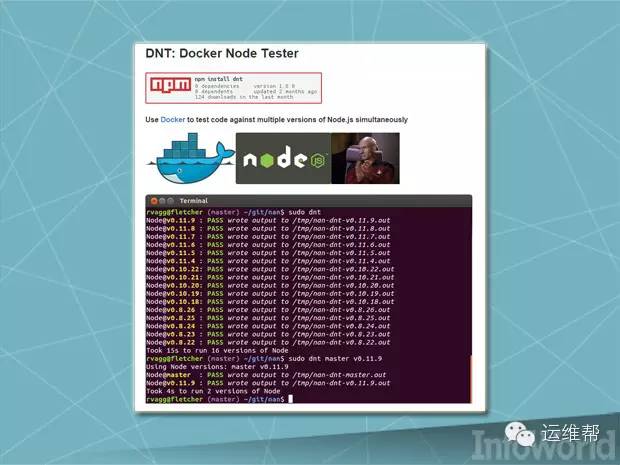 DNT: Docker Node Tester
npm
npm install dnt
0 dependencies version 1.0.0
0 dependents updated 2 months ago
124 downloads in the last month
Use Docker to test code against multiple versions of Node.js simultaneously
node JS
Terminal
rvagg@fletcher (master) ~/git/nan$ sudo dnt
Node@v0.11.9 : PASS wrote output to /tmp/nan-dnt-v0.11.9.out
Node@v0.11.8 : PASS wrote output to /tmp/nan-dnt-v0.11.8.out
Node@v0.11.7 : PASS wrote output to /tmp/nan-dnt-v0.11.7.out
Node@v0.11.6 : PASS wrote output to /tmp/nan-dnt-v0.11.6.out
Node@v0.11.5 : PASS wrote output to /tmp/nan-dnt-v0.11.5.out
Node@v0.11.4 : PASS wrote output to /tmp/nan-dnt-v0.11.4.out
Node@v0.10.22: PASS wrote output to /tmp/nan-dnt-v0.10.22.out
Node@v0.10.21: PASS wrote output to /tmp/nan-dnt-v0.10.21.out
Node@v0.10.20: PASS wrote output to /tmp/nan-dnt-v0.10.20.out
Node@v0.10.19: PASS wrote output to /tmp/nan-dnt-v0.10.19.out
Node@v0.10.18: PASS wrote output to /tmp/nan-dnt-v0.10.18.out
Node@v0.8.26 : PASS wrote output to /tmp/nan-dnt-v0.8.26.out
Node@v0.8.25 : PASS wrote output to /tmp/nan-dnt-v0.8.25.out
Node@v0.8.24 : PASS wrote output to /tmp/nan-dnt-v0.8.24.out
Node@v0.8.23 : PASS wrote output to /tmp/nan-dnt-v0.8.23.out
Node@v0.8.22 : PASS wrote output to /tmp/nan-dnt-v0.8.22.out
Took 15s to run 16 versions of Node
rvagg@fletcher (master) ~/git/nan$ sudo dnt master v0.11.9
Using Node versions: master v0.11.9
Node@master : PASS wrote output to /tmp/nan-dnt-master.out
Node@v0.11.9 : PASS wrote output to /tmp/nan-dnt-v0.11.9.out
Took 4s to run 2 versions of Node
rvagg@fletcher (master) ~/git/nan$
运维帮
InfoWorld